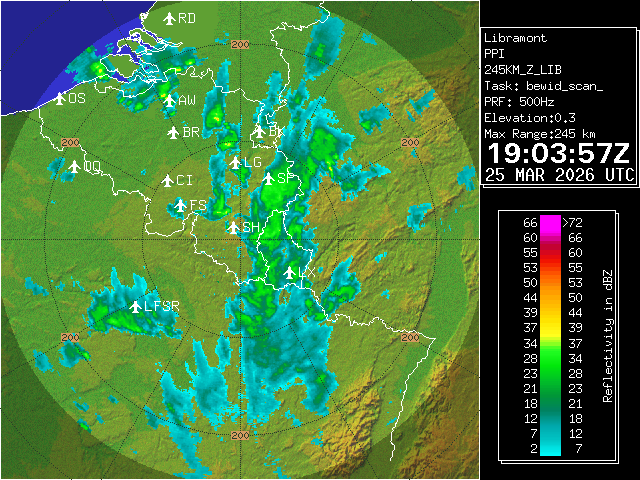 RD
200
OS
AW
BR
BK
200
200
OQ
LG
CI
SP
FS
SH
LX
LFSR
200
200
200
Libramont
PPI
245KM_Z_LIB
Task: bewid_scan_
PRF: 500Hz
Elevation:0.3
Max Range:245 km
19:03:57Z
25 MAR 2026 UTC
66 >72
60 66
55 60
53 55
50 53
44 50
39 44
37 39
34 37
28 34
23 28
21 23
18 21
12 18
7 12
2 7
Reflectivity in dBZ